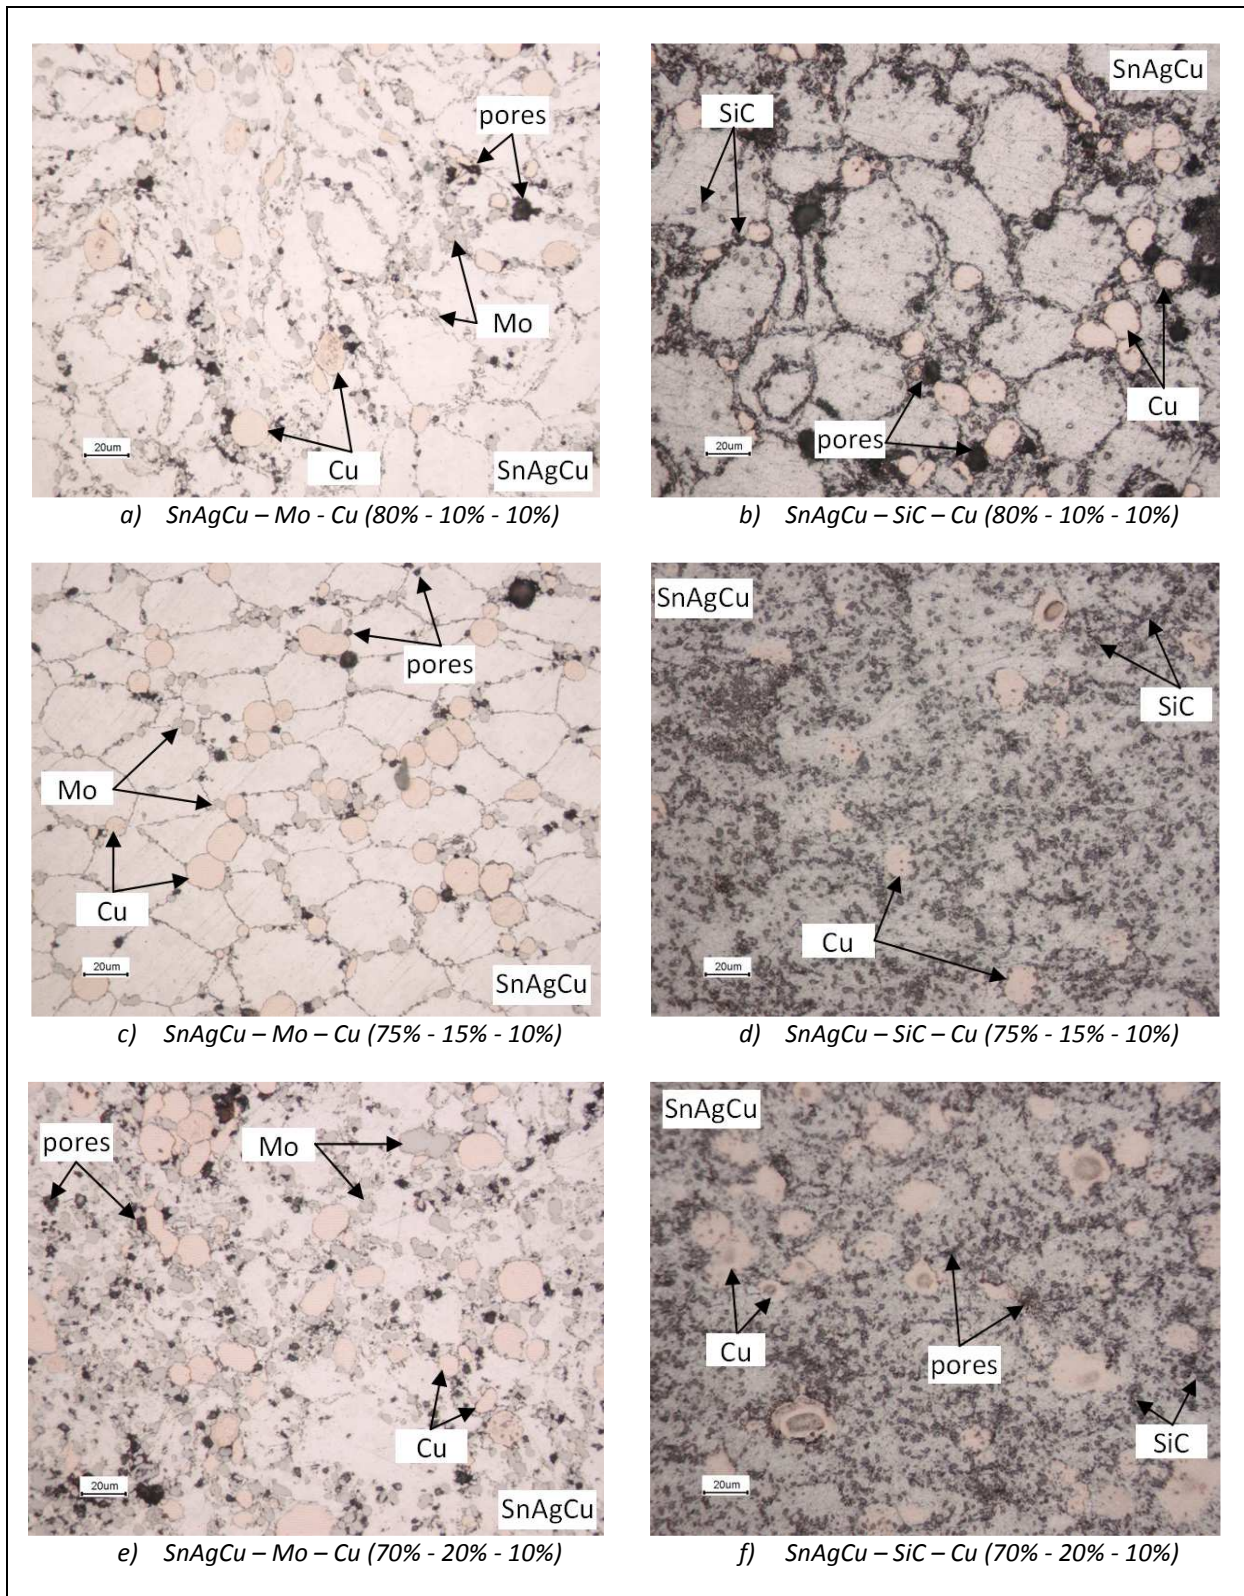 pores
Mo
Cu
20um
SnAgCu
a) SnAgCu – Mo - Cu (80% - 10% - 10%)
SnAgCu
SiC
Cu
pores
20um
b) SnAgCu – SiC – Cu (80% - 10% - 10%)
pores
Mo
Cu
20um
SnAgCu
c) SnAgCu – Mo – Cu (75% - 15% - 10%)
SnAgCu
SiC
Cu
20um
d) SnAgCu – SiC – Cu (75% - 15% - 10%)
pores
Mo
Cu
20um
SnAgCu
e) SnAgCu – Mo – Cu (70% - 20% - 10%)
SnAgCu
Cu
pores
SiC
20um
f) SnAgCu – SiC – Cu (70% - 20% - 10%)